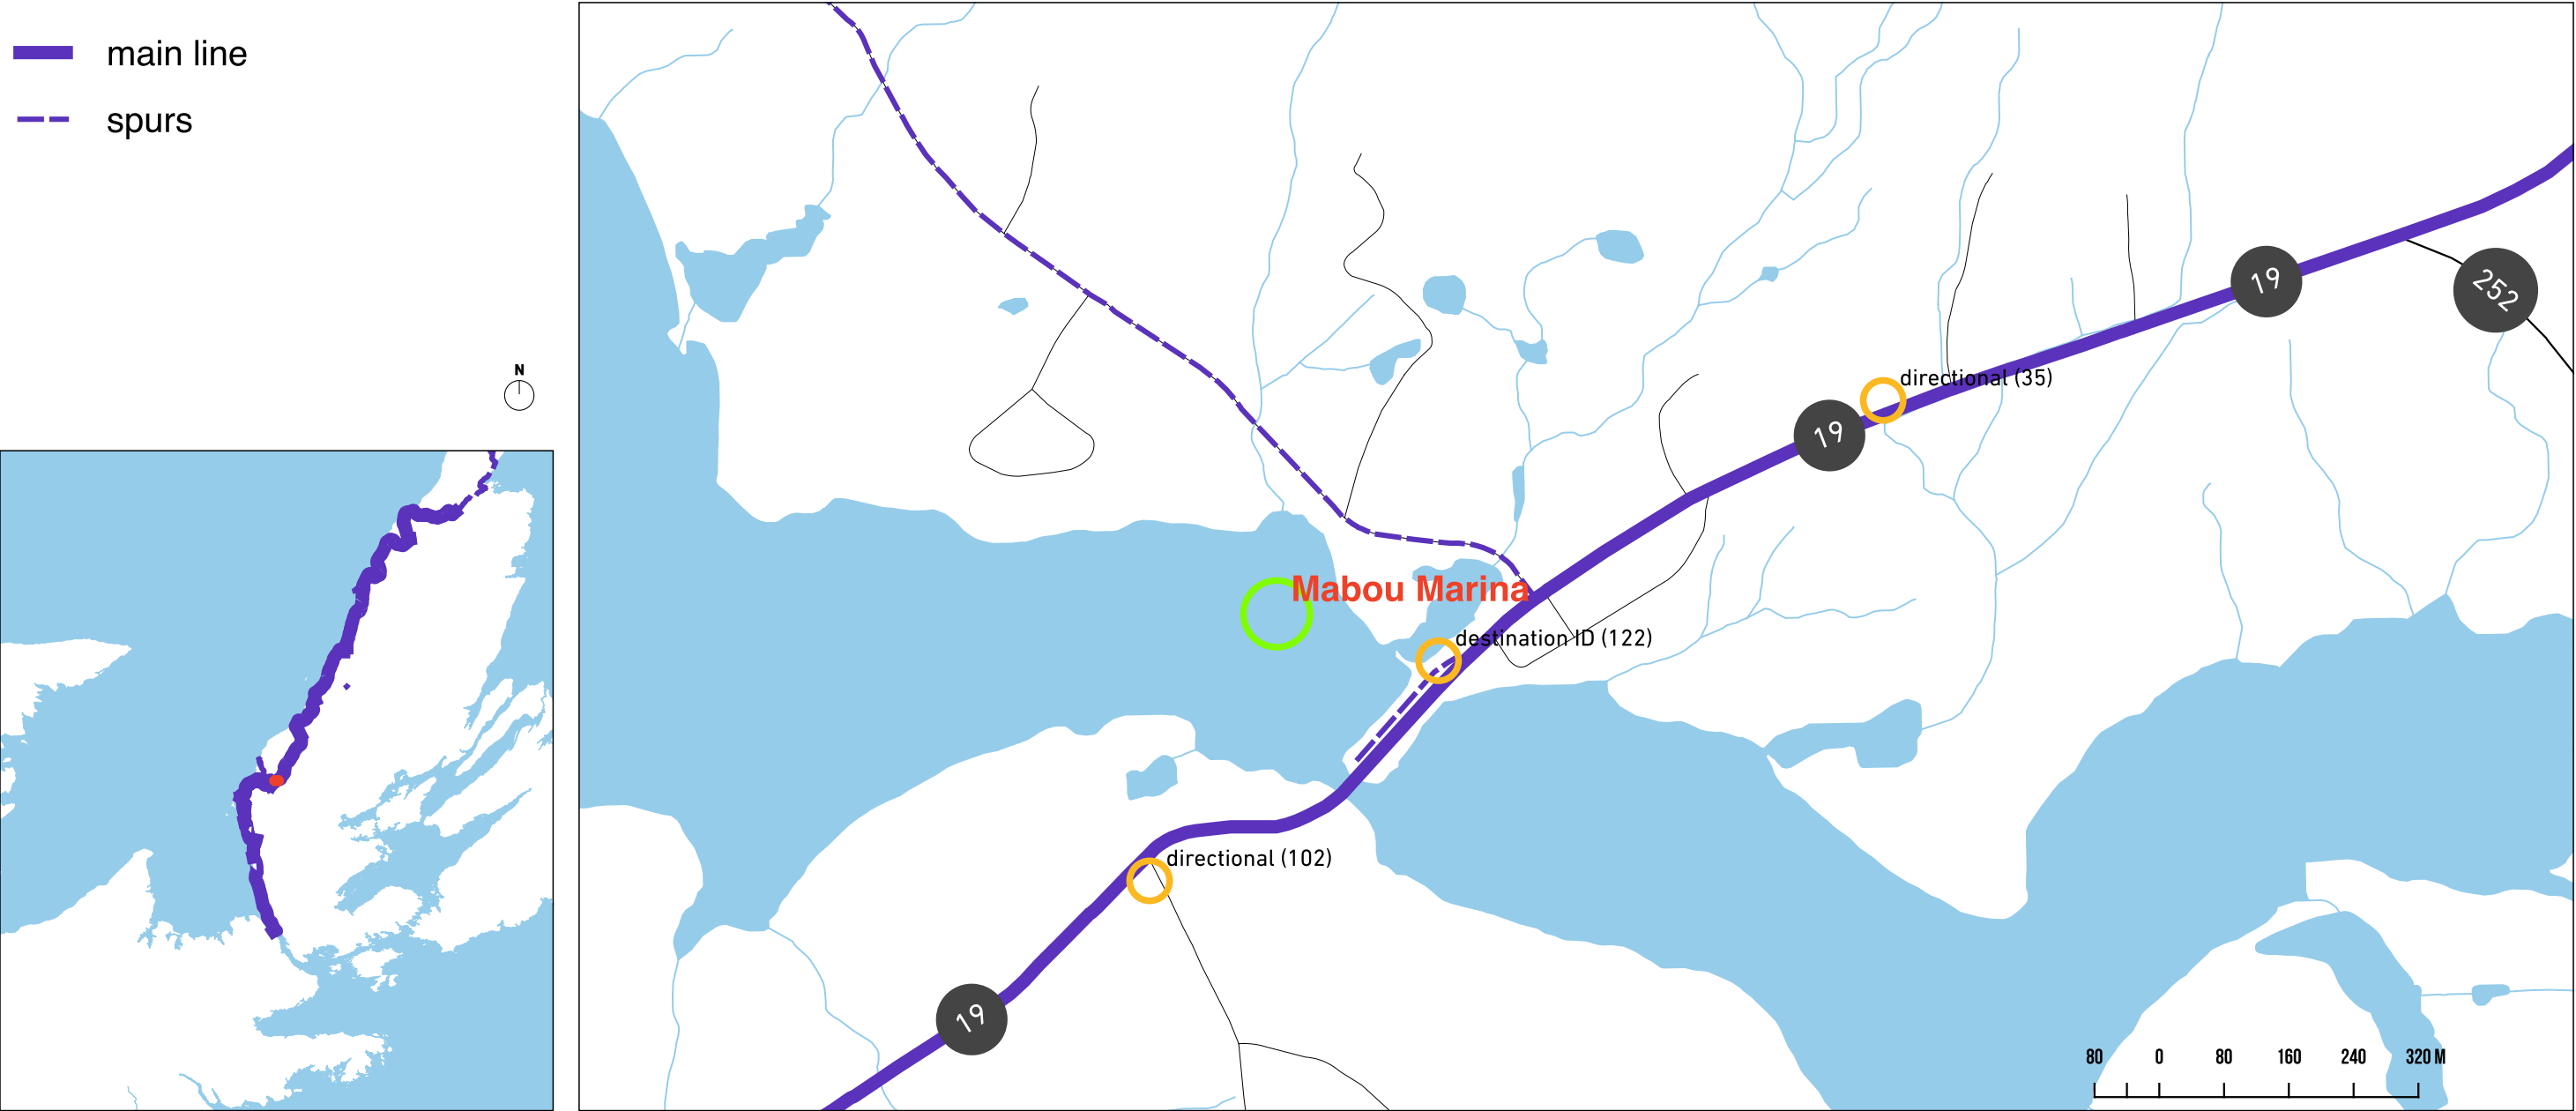 main line
spurs
N
19
252
directional (35)
19
Mabou Marina
destination ID (122)
directional (102)
19
80 0 80 160 240 320 M